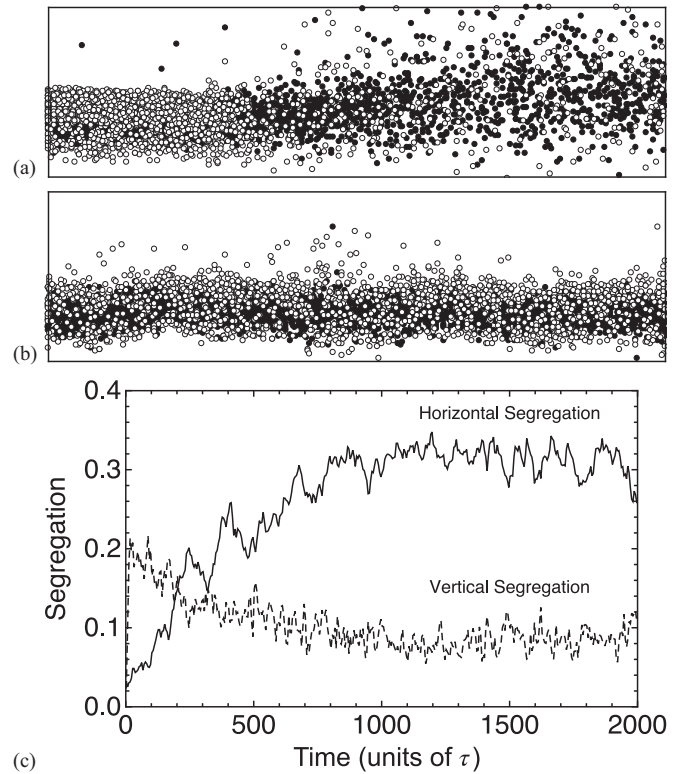 (a)
(b)
0.4
Horizontal Segregation
0.3
Segregation
0.2
Vertical Segregation
0.1
0.0
0 500 1000 1500 2000
(c)
Time (units of τ)